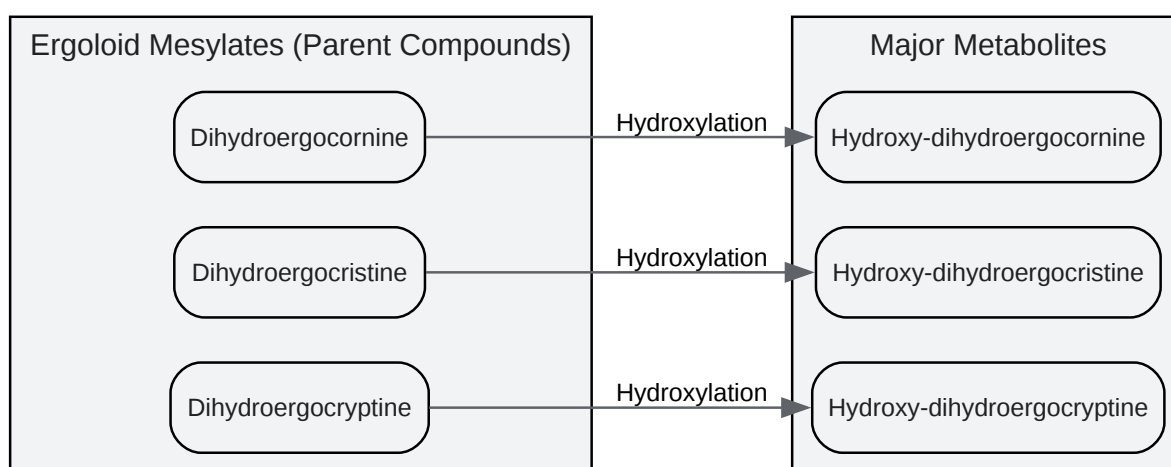 Ergoloid Mesylates (Parent Compounds)
Major Metabolites
Dihydroergocornine
Hydroxylation
Hydroxy-dihydroergocornine
Dihydroergocristine
Hydroxylation
Hydroxy-dihydroergocristine
Dihydroergocryptine
Hydroxylation
Hydroxy-dihydroergocryptine